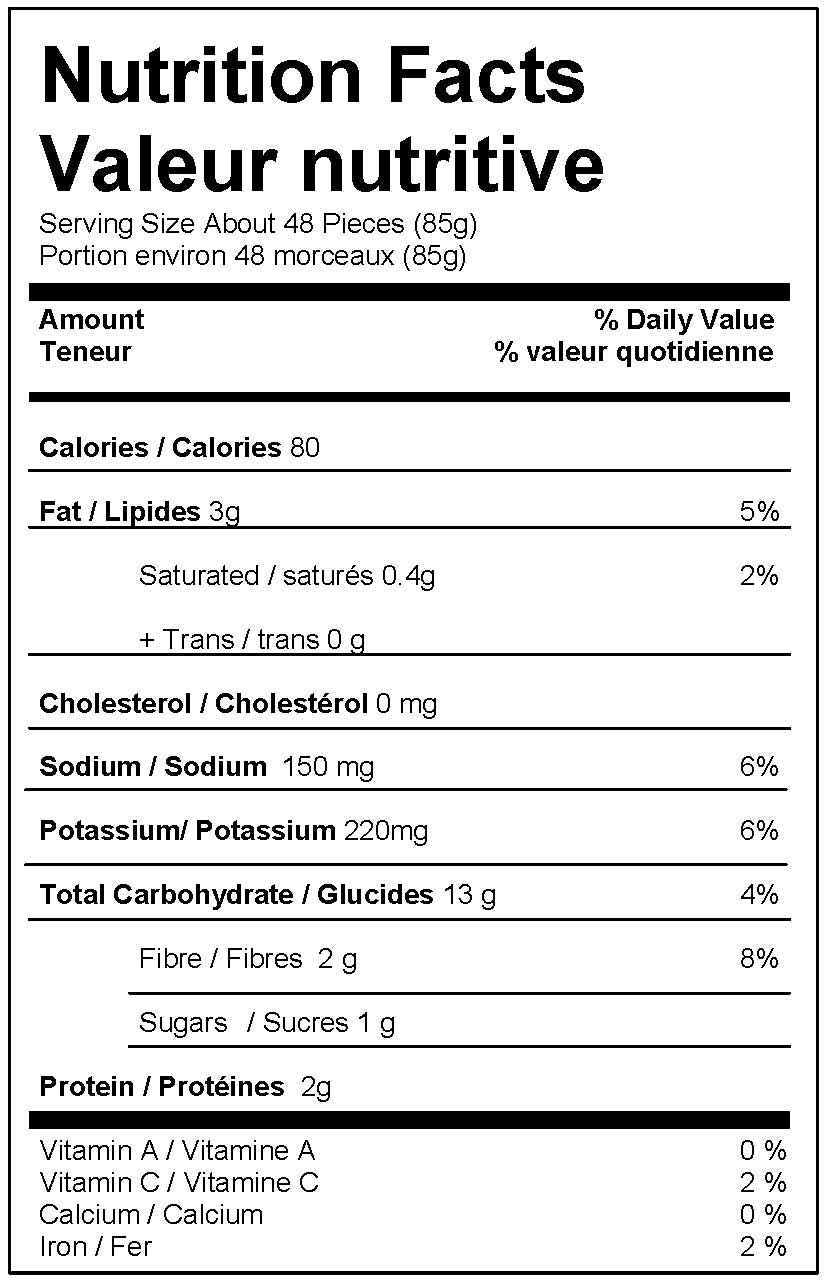 Nutrition Facts
Valeur nutritive
Serving Size About 48 Pieces (85g)
Portion environ 48 morceaux (85g)
Amount % Daily Value
Teneur % valeur quotidienne
Calories / Calories 80
Fat / Lipides 3g 5%
Saturated / saturés 0.4g 2%
+ Trans / trans 0 g
Cholesterol / Cholestérol 0 mg
Sodium / Sodium 150 mg 6%
Potassium/ Potassium 220mg 6%
Total Carbohydrate / Glucides 13 g 4%
Fibre / Fibres 2 g 8%
Sugars / Sucres 1 g
Protein / Protéines 2g
Vitamin A / Vitamine A 0 %
Vitamin C / Vitamine C 2 %
Calcium / Calcium 0 %
Iron / Fer 2 %